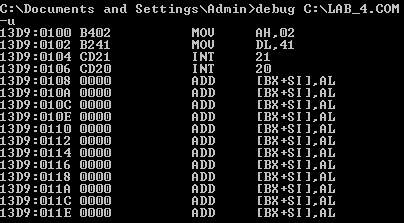 C:\Documents and Settings\Admin>debug C:\LAB_4.COM
-u
13D9:0100 B402 MOV AH,02
13D9:0102 B241 MOV DL,41
13D9:0104 CD21 INT 21
13D9:0106 CD20 INT 20
13D9:0108 0000 ADD [BX+SI],AL
13D9:010A 0000 ADD [BX+SI],AL
13D9:010C 0000 ADD [BX+SI],AL
13D9:010E 0000 ADD [BX+SI],AL
13D9:0110 0000 ADD [BX+SI],AL
13D9:0112 0000 ADD [BX+SI],AL
13D9:0114 0000 ADD [BX+SI],AL
13D9:0116 0000 ADD [BX+SI],AL
13D9:0118 0000 ADD [BX+SI],AL
13D9:011A 0000 ADD [BX+SI],AL
13D9:011C 0000 ADD [BX+SI],AL
13D9:011E 0000 ADD [BX+SI],AL